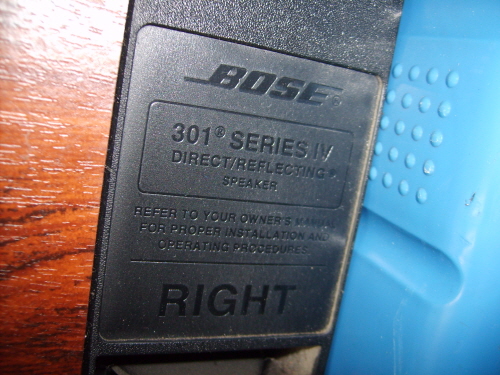 BOSE®
301® SERIES IV
DIRECT/REFLECTING®
SPEAKER
REFER TO YOUR OWNER'S MANUAL
FOR PROPER INSTALLATION AND
OPERATING PROCEDURES
RIGHT